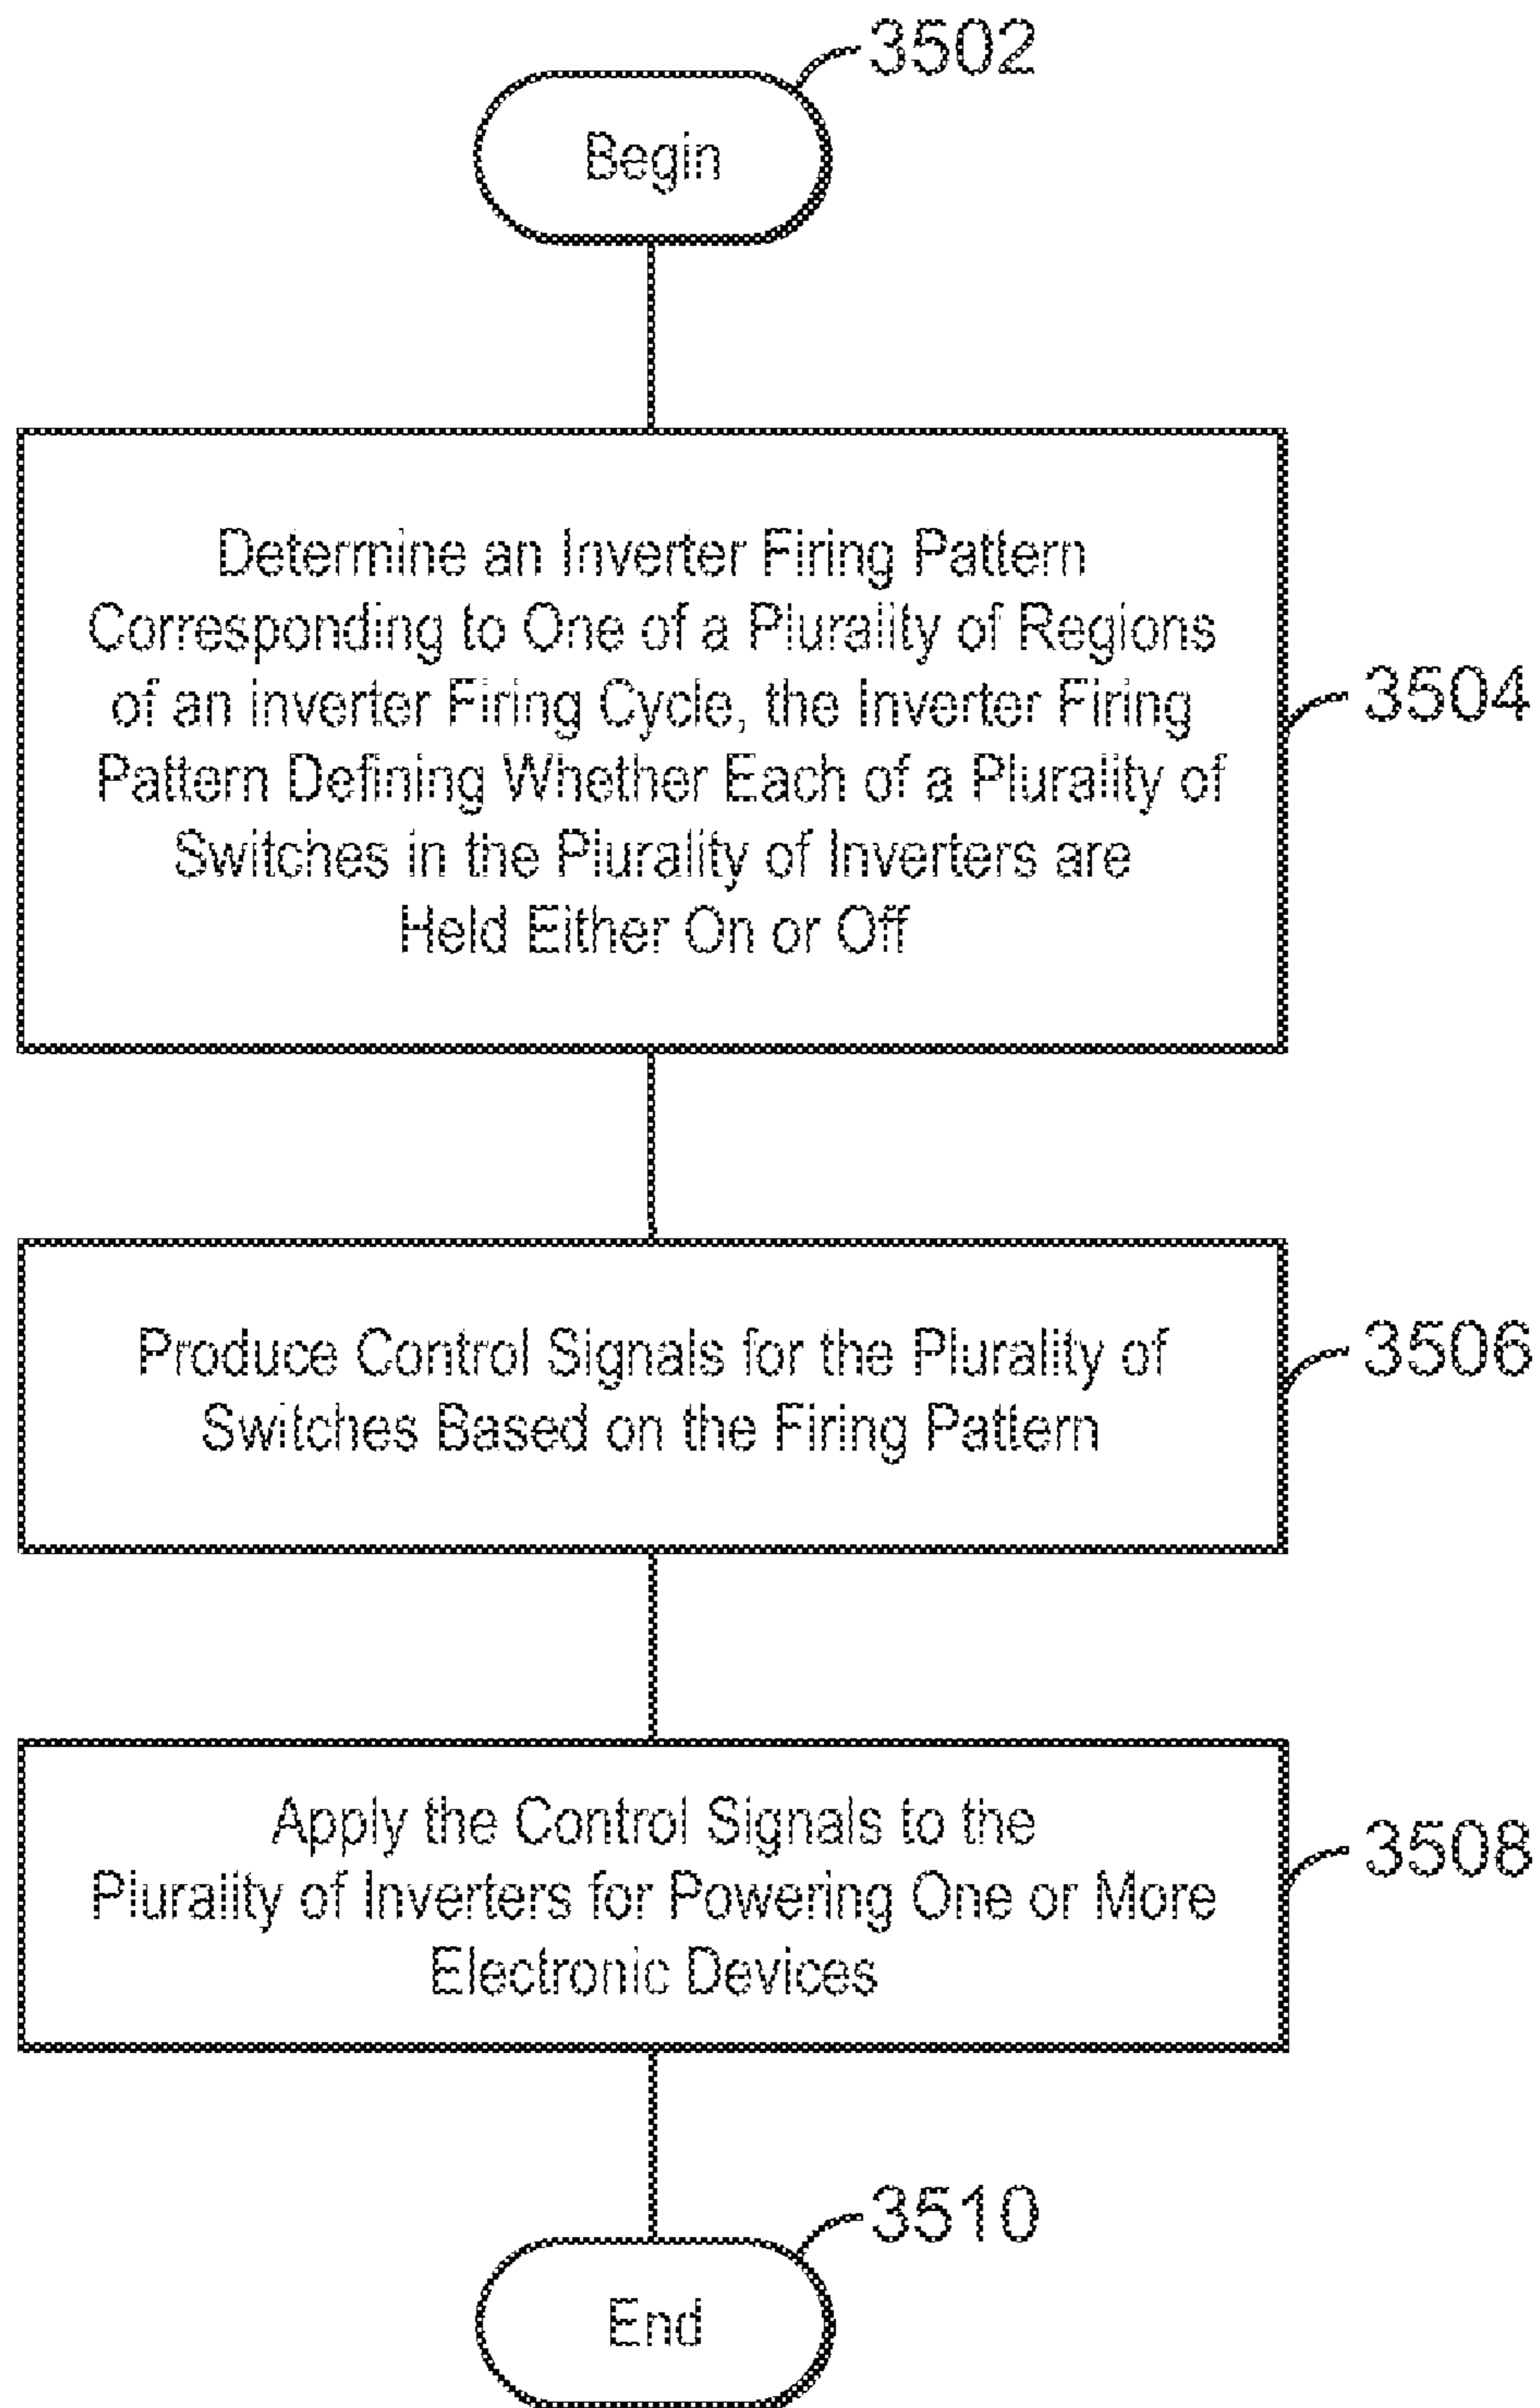 3502
Begin
Determine an Inverter Firing Pattern
Corresponding to One of a Plurality of Regions
of an inverter Firing Cycle, the Inverter Firing
Pattern Defining Whether Each of a Plurality of
Switches in the Plurality of Inverters are
Held Either On or Off
3504
Produce Control Signals for the Plurality of
Switches Based on the Firing Pattern
3506
Apply the Control Signals to the
Plurality of Inverters for Powering One or More
Electronic Devices
3508
3510
End